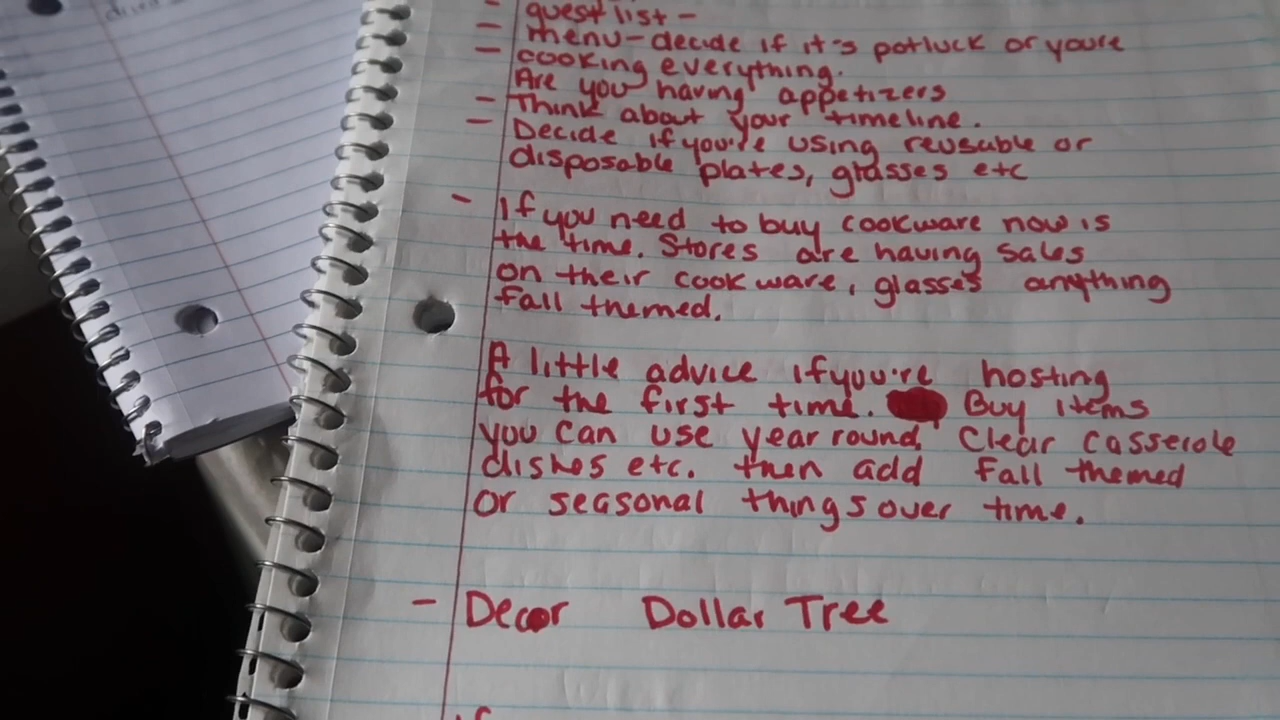 - guest list -
- menu - decide if it's potluck or youre
- cooking everything.
Are you having appetizers
- Think about your timeline.
- Decide if you're using reusable or
disposable plates, glasses etc
- If you need to buy cookware now is
the time. Stores are having sales
on their cookware, glasses anything
fall themed.
A little advice if you're hosting
for the first time. Buy items
you can use year round, Clear casserole
dishes etc. then add fall themed
or seasonal things over time.
- Decor Dollar Tree